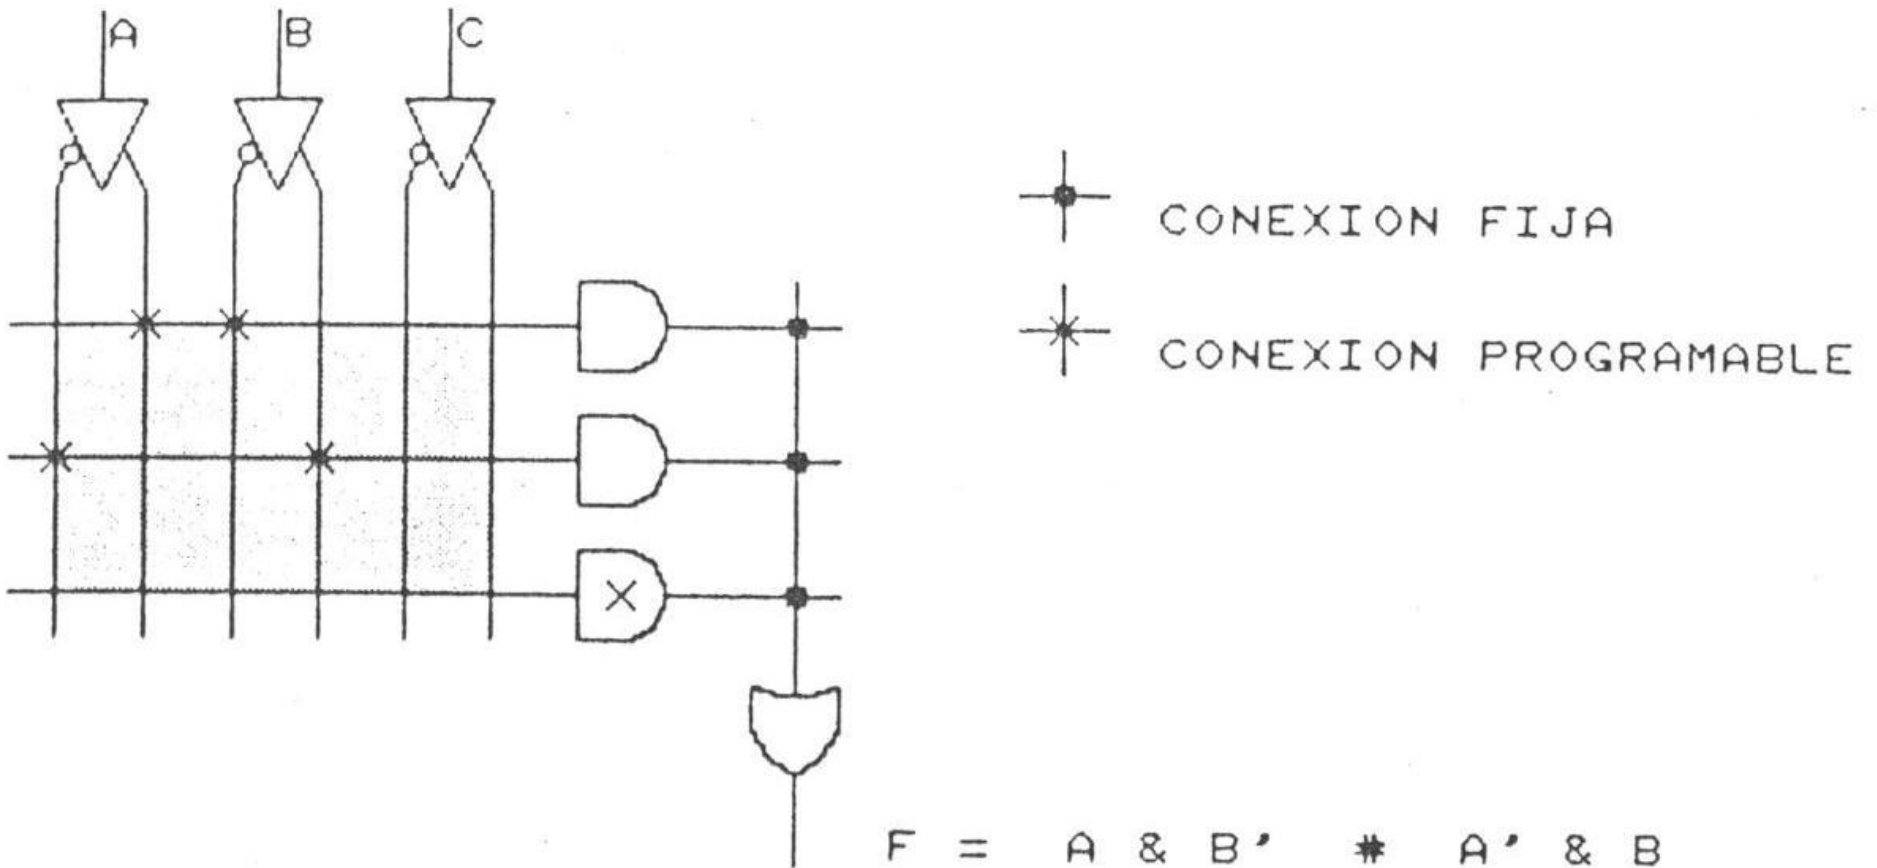 A B C
CONEXION FIJA
CONEXION PROGRAMABLE
F = A & B' # A' & B